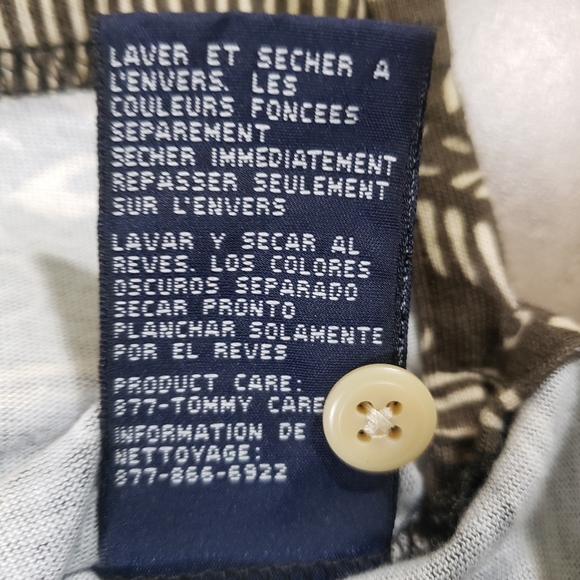 LAVER ET SECHER A
L'ENVERS. LES
COULEURS FONCEES
SEPAREMENT
SECHER IMMEDIATEMENT
REPASSER SEULEMENT
SUR L'ENVERS
LAVAR Y SECAR AL
REVES. LOS COLORES
OSCUROS SEPARADO
SECAR PRONTO
PLANCHAR SOLAMENTE
POR EL REVES
PRODUCT CARE:
877-TOMMY CARE
INFORMATION DE
NETTOYAGE:
877-866-6922